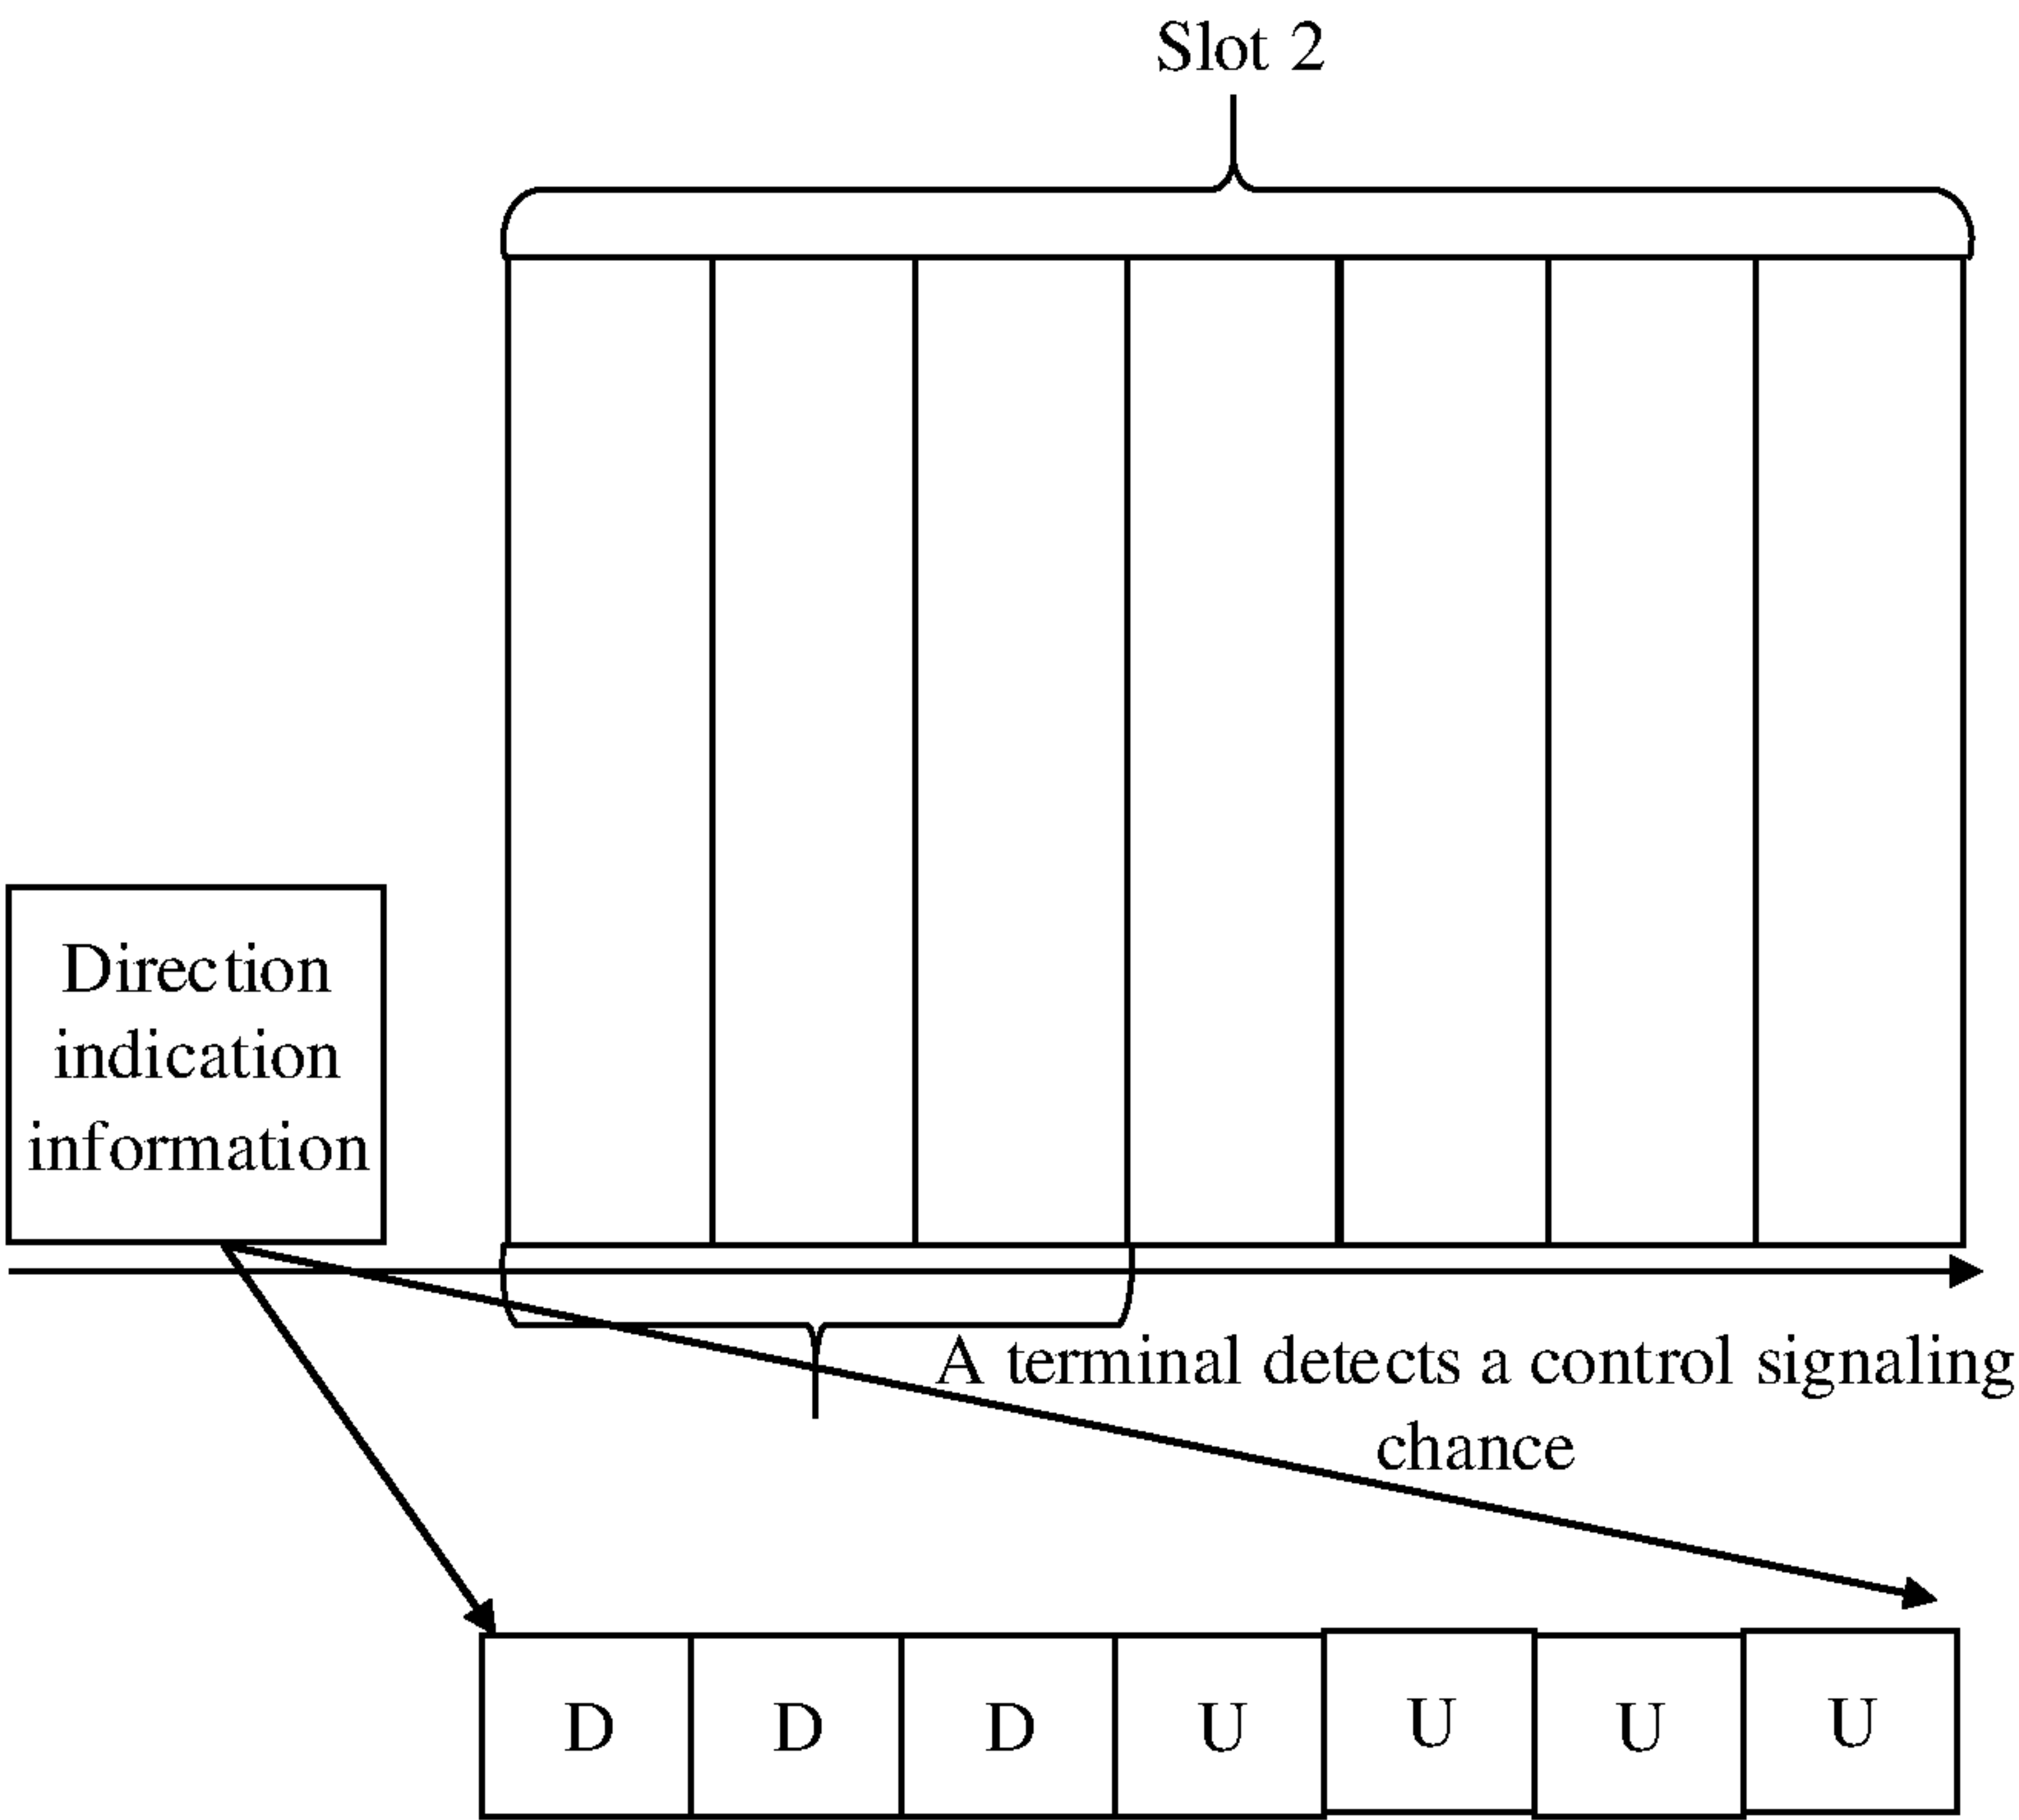 Slot 2
Direction
indication
information
A terminal detects a control signaling
chance
D D D U U U U